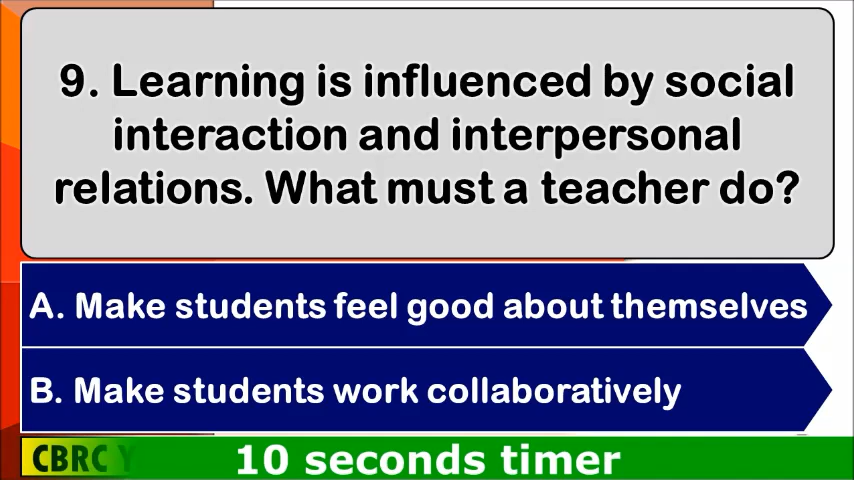 9. Learning is influenced by social
interaction and interpersonal
relations. What must a teacher do?
A. Make students feel good about themselves
B. Make students work collaboratively
CBRC Y
10 seconds timer